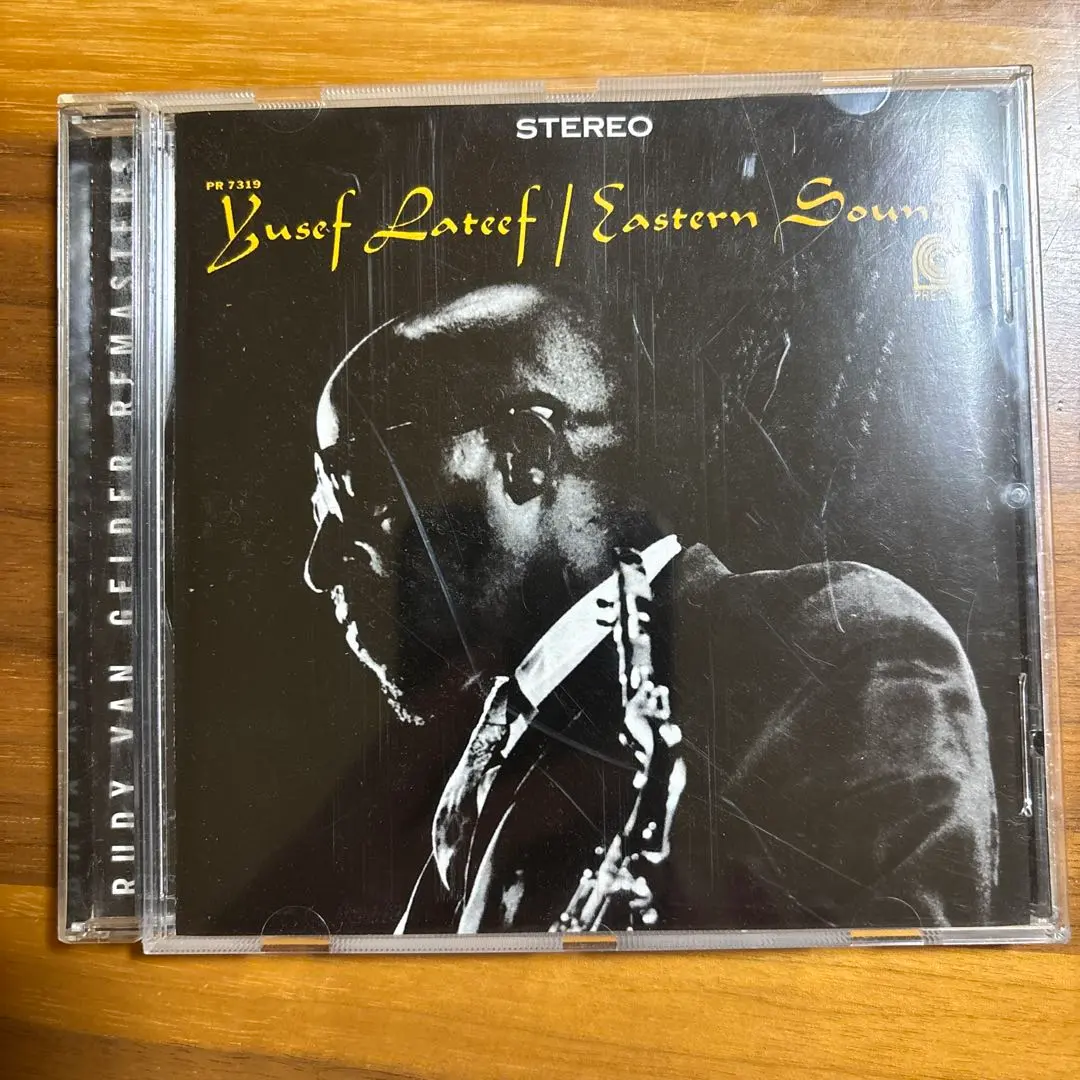 STEREO
PR 7319
Yusef Lateef / Eastern Soun
RUDY VAN GELDER REMASTERS